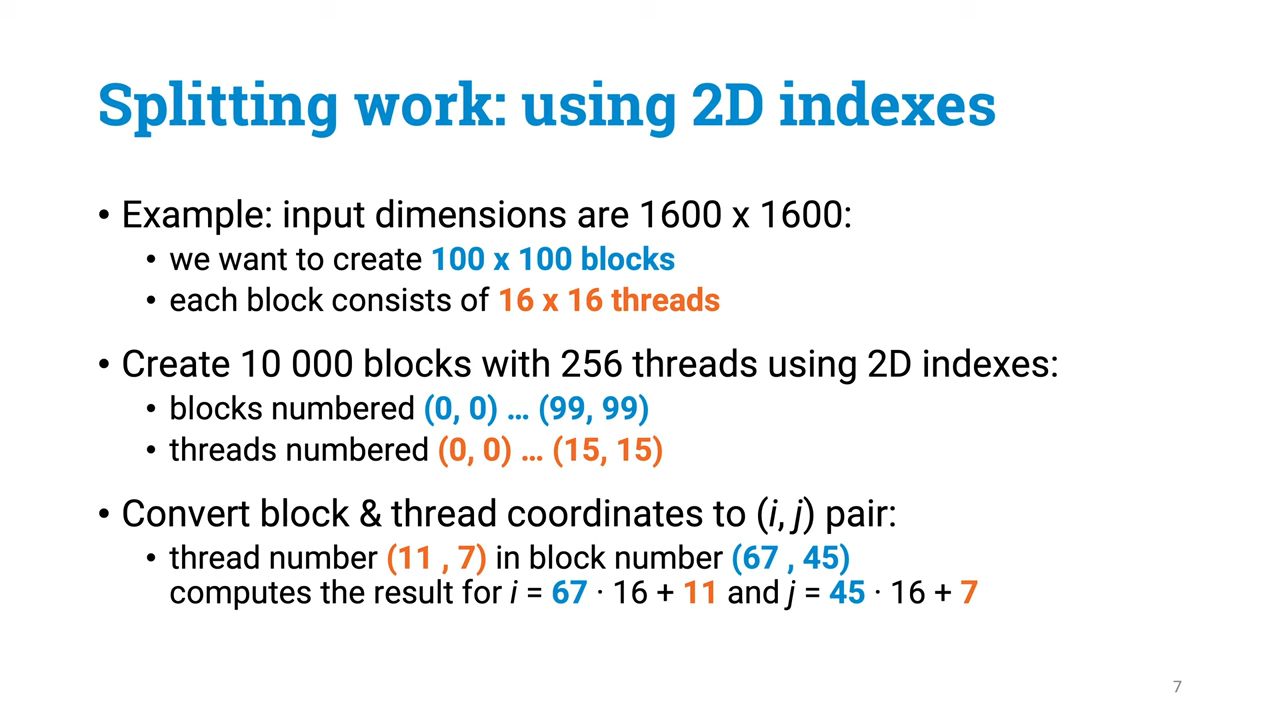 Splitting work: using 2D indexes
• Example: input dimensions are 1600 x 1600:
• we want to create 100 x 100 blocks
• each block consists of 16 x 16 threads
• Create 10 000 blocks with 256 threads using 2D indexes:
• blocks numbered (0, 0) … (99, 99)
• threads numbered (0, 0) … (15, 15)
• Convert block & thread coordinates to (i, j) pair:
• thread number (11 , 7) in block number (67 , 45)
computes the result for i = 67 · 16 + 11 and j = 45 · 16 + 7
7